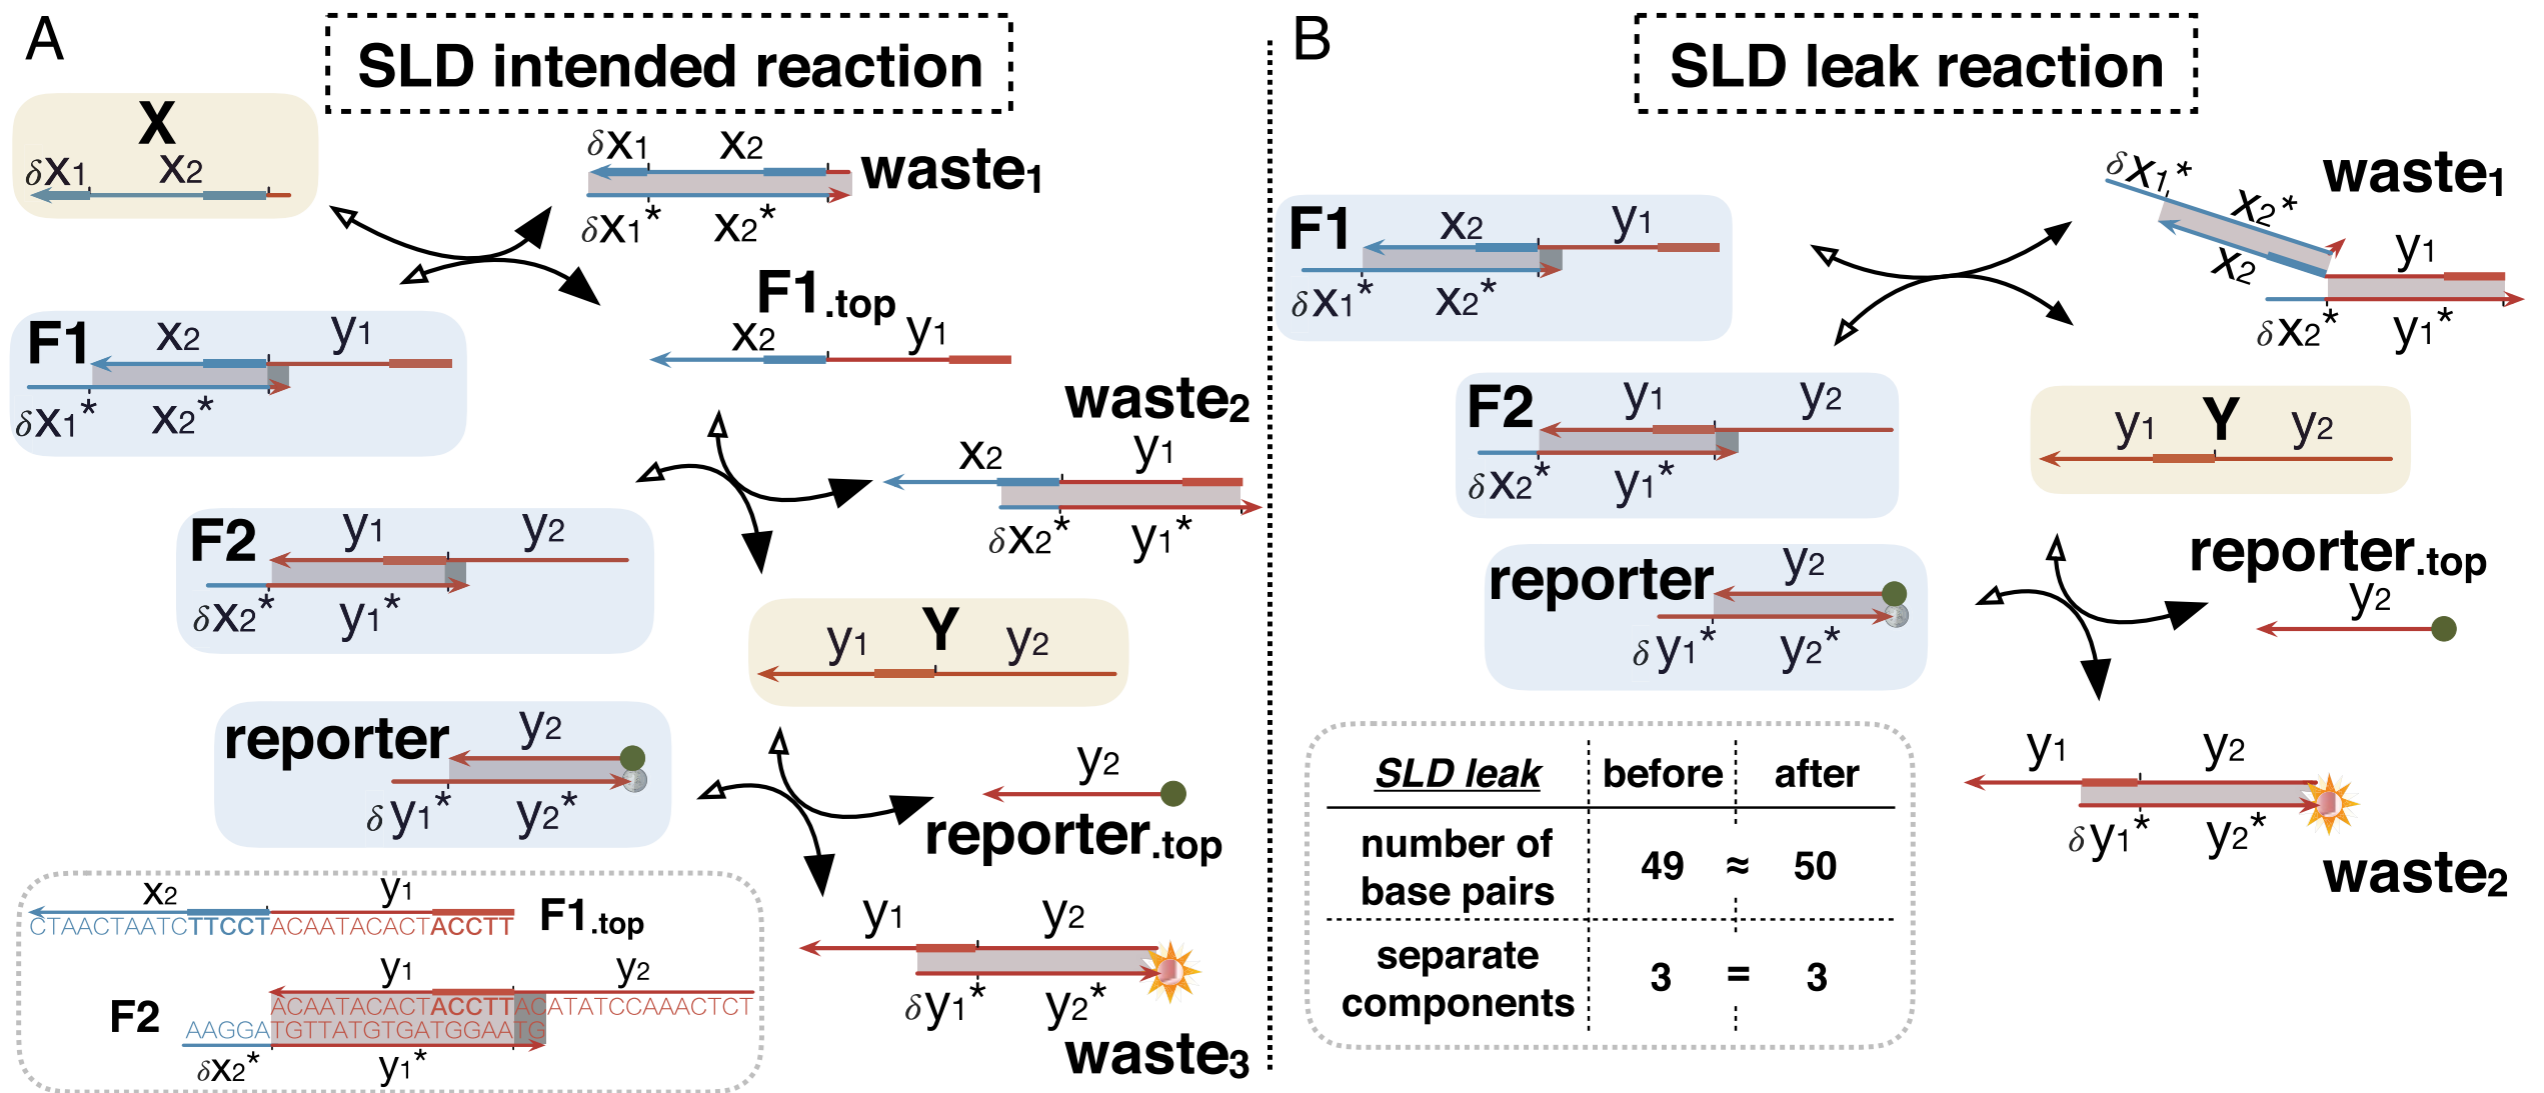 A
SLD intended reaction
X
δx1 x2
δx1 x2
waste1
δx1* x2*
F1.top
x2 y1
F1
x2 y1
δx1* x2*
waste2
x2 y1
δx2* y1*
F2
y1 y2
δx2* y1*
Y
y1 y2
reporter
y2
δy1* y2*
y2
reporter.top
y1 y2
δy1* y2*
waste3
x2 y1
CTAACTAATCTTCCTACAATACACTACCTT
F1.top
y1 y2
F2
ACAATACACTACCTTACATATCCAAACTCT
AAGGATGTTATGTGATGGAATG
δx2* y1*
B
SLD leak reaction
F1
x2 y1
δx1* x2*
waste1
δx1* x2*
x2 y1
δx2* y1*
F2
y1 y2
δx2* y1*
Y
y1 y2
reporter
y2
δy1* y2*
reporter.top
y2
y1 y2
δy1* y2*
waste2
SLD leak before after
number of base pairs 49 ≈ 50
separate components 3 = 3